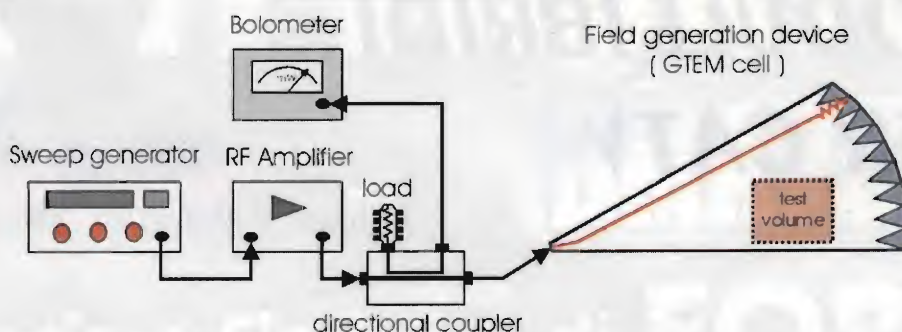 Bolometer
Field generation device
( GTEM cell )
Sweep generator
RF Amplifier
load
test
volume
directional coupler